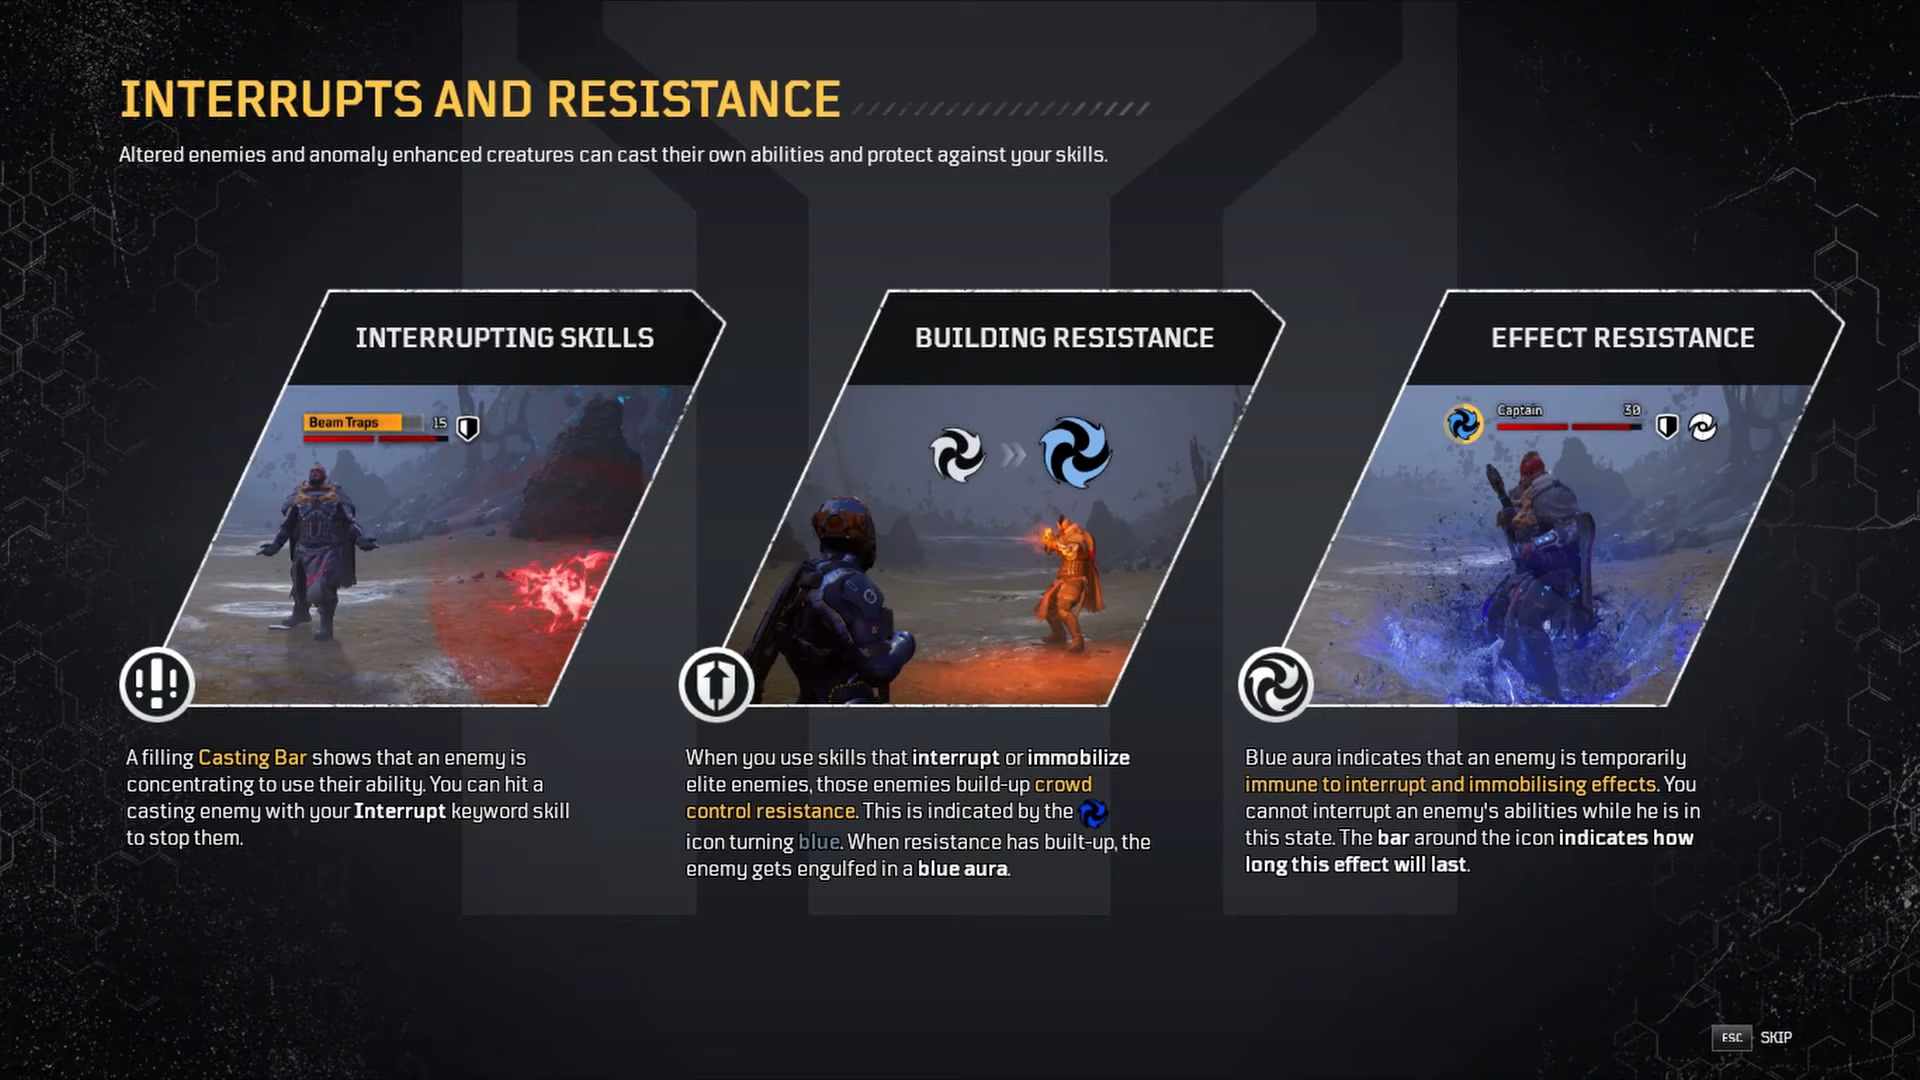 INTERRUPTS AND RESISTANCE
Altered enemies and anomaly enhanced creatures can cast their own abilities and protect against your skills.
INTERRUPTING SKILLS
Beam Traps 15
A filling Casting Bar shows that an enemy is
concentrating to use their ability. You can hit a
casting enemy with your Interrupt keyword skill
to stop them.
BUILDING RESISTANCE
When you use skills that interrupt or immobilize
elite enemies, those enemies build-up crowd
control resistance. This is indicated by the
icon turning blue. When resistance has built-up, the
enemy gets engulfed in a blue aura.
EFFECT RESISTANCE
Captain 30
Blue aura indicates that an enemy is temporarily
immune to interrupt and immobilising effects. You
cannot interrupt an enemy's abilities while he is in
this state. The bar around the icon indicates how
long this effect will last.
ESC SKIP